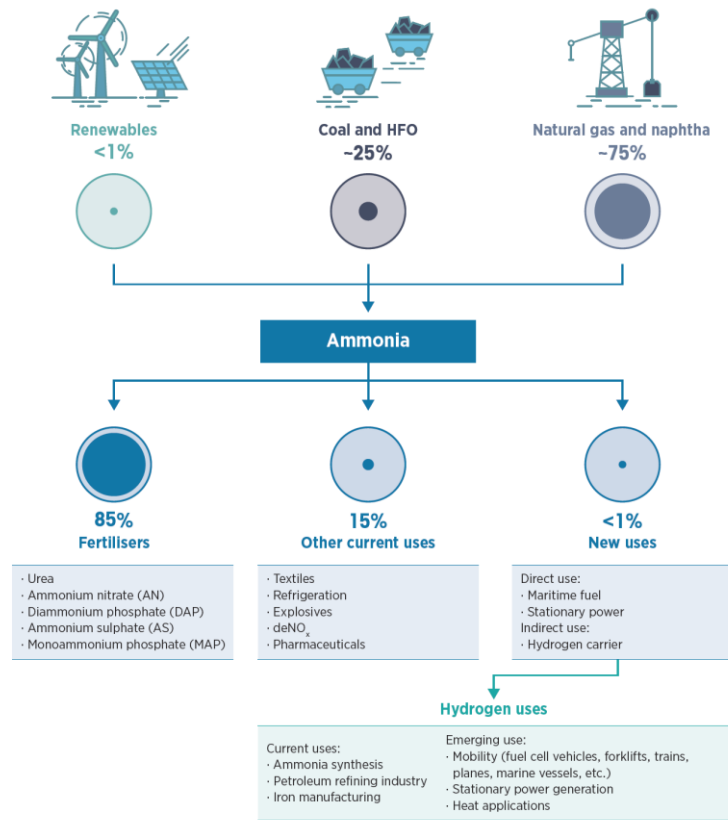 Renewables
<1%
Coal and HFO
~25%
Natural gas and naphtha
~75%
Ammonia
85%
Fertilisers
15%
Other current uses
<1%
New uses
· Urea
· Ammonium nitrate (AN)
· Diammonium phosphate (DAP)
· Ammonium sulphate (AS)
· Monoammonium phosphate (MAP)
· Textiles
· Refrigeration
· Explosives
· deNOₓ
· Pharmaceuticals
Direct use:
· Maritime fuel
· Stationary power
Indirect use:
· Hydrogen carrier
Hydrogen uses
Current uses:
· Ammonia synthesis
· Petroleum refining industry
· Iron manufacturing
Emerging use:
· Mobility (fuel cell vehicles, forklifts, trains,
planes, marine vessels, etc.)
· Stationary power generation
· Heat applications